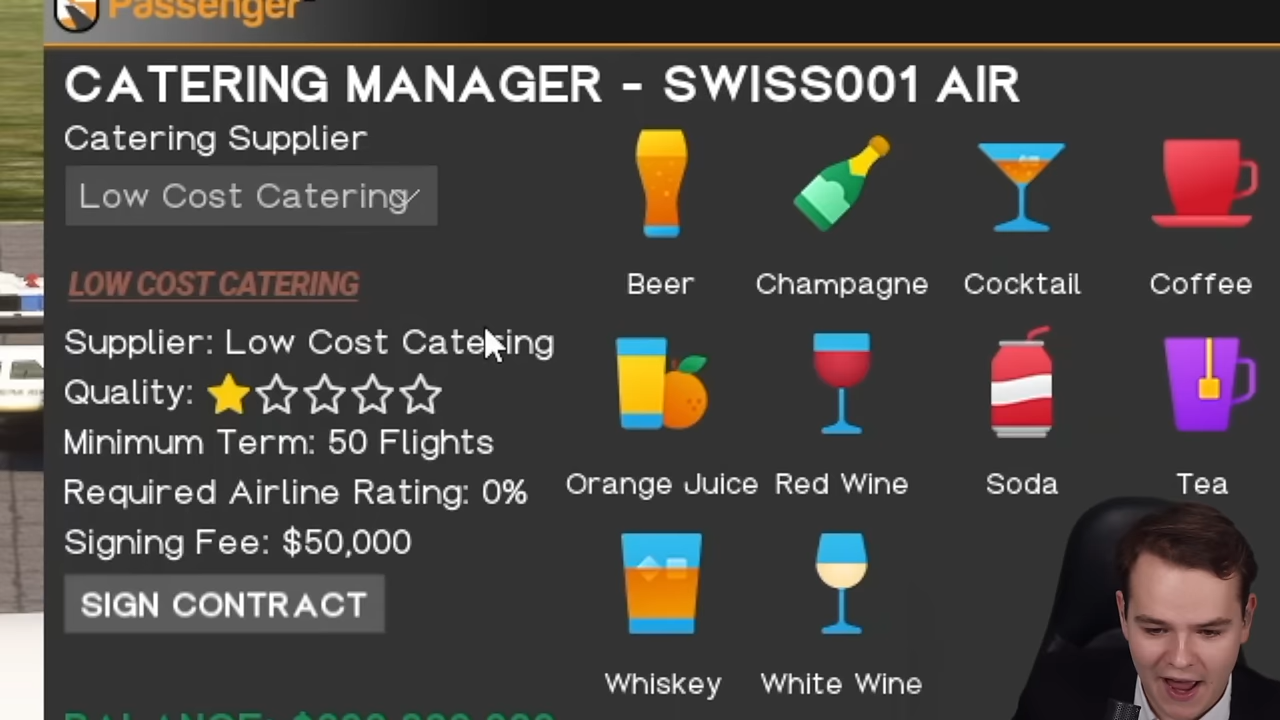 Passenger
CATERING MANAGER - SWISS001 AIR
Catering Supplier
Low Cost Catering
LOW COST CATERING
Supplier: Low Cost Catering
Quality:
Minimum Term: 50 Flights
Required Airline Rating: 0%
Signing Fee: $50,000
SIGN CONTRACT
Beer
Champagne
Cocktail
Coffee
Orange Juice
Red Wine
Soda
Tea
Whiskey
White Wine